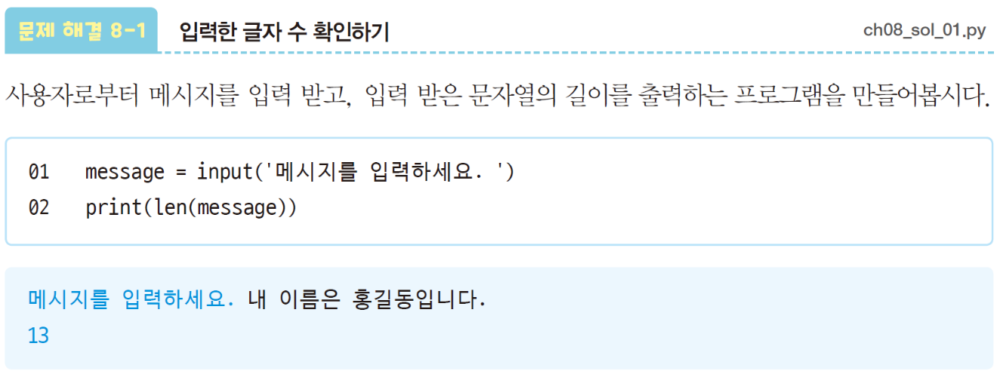 문제 해결 8-1 입력한 글자 수 확인하기 ch08_sol_01.py
사용자로부터 메시지를 입력 받고, 입력 받은 문자열의 길이를 출력하는 프로그램을 만들어봅시다.
01 message = input('메시지를 입력하세요. ')
02 print(len(message))
메시지를 입력하세요. 내 이름은 홍길동입니다.
13